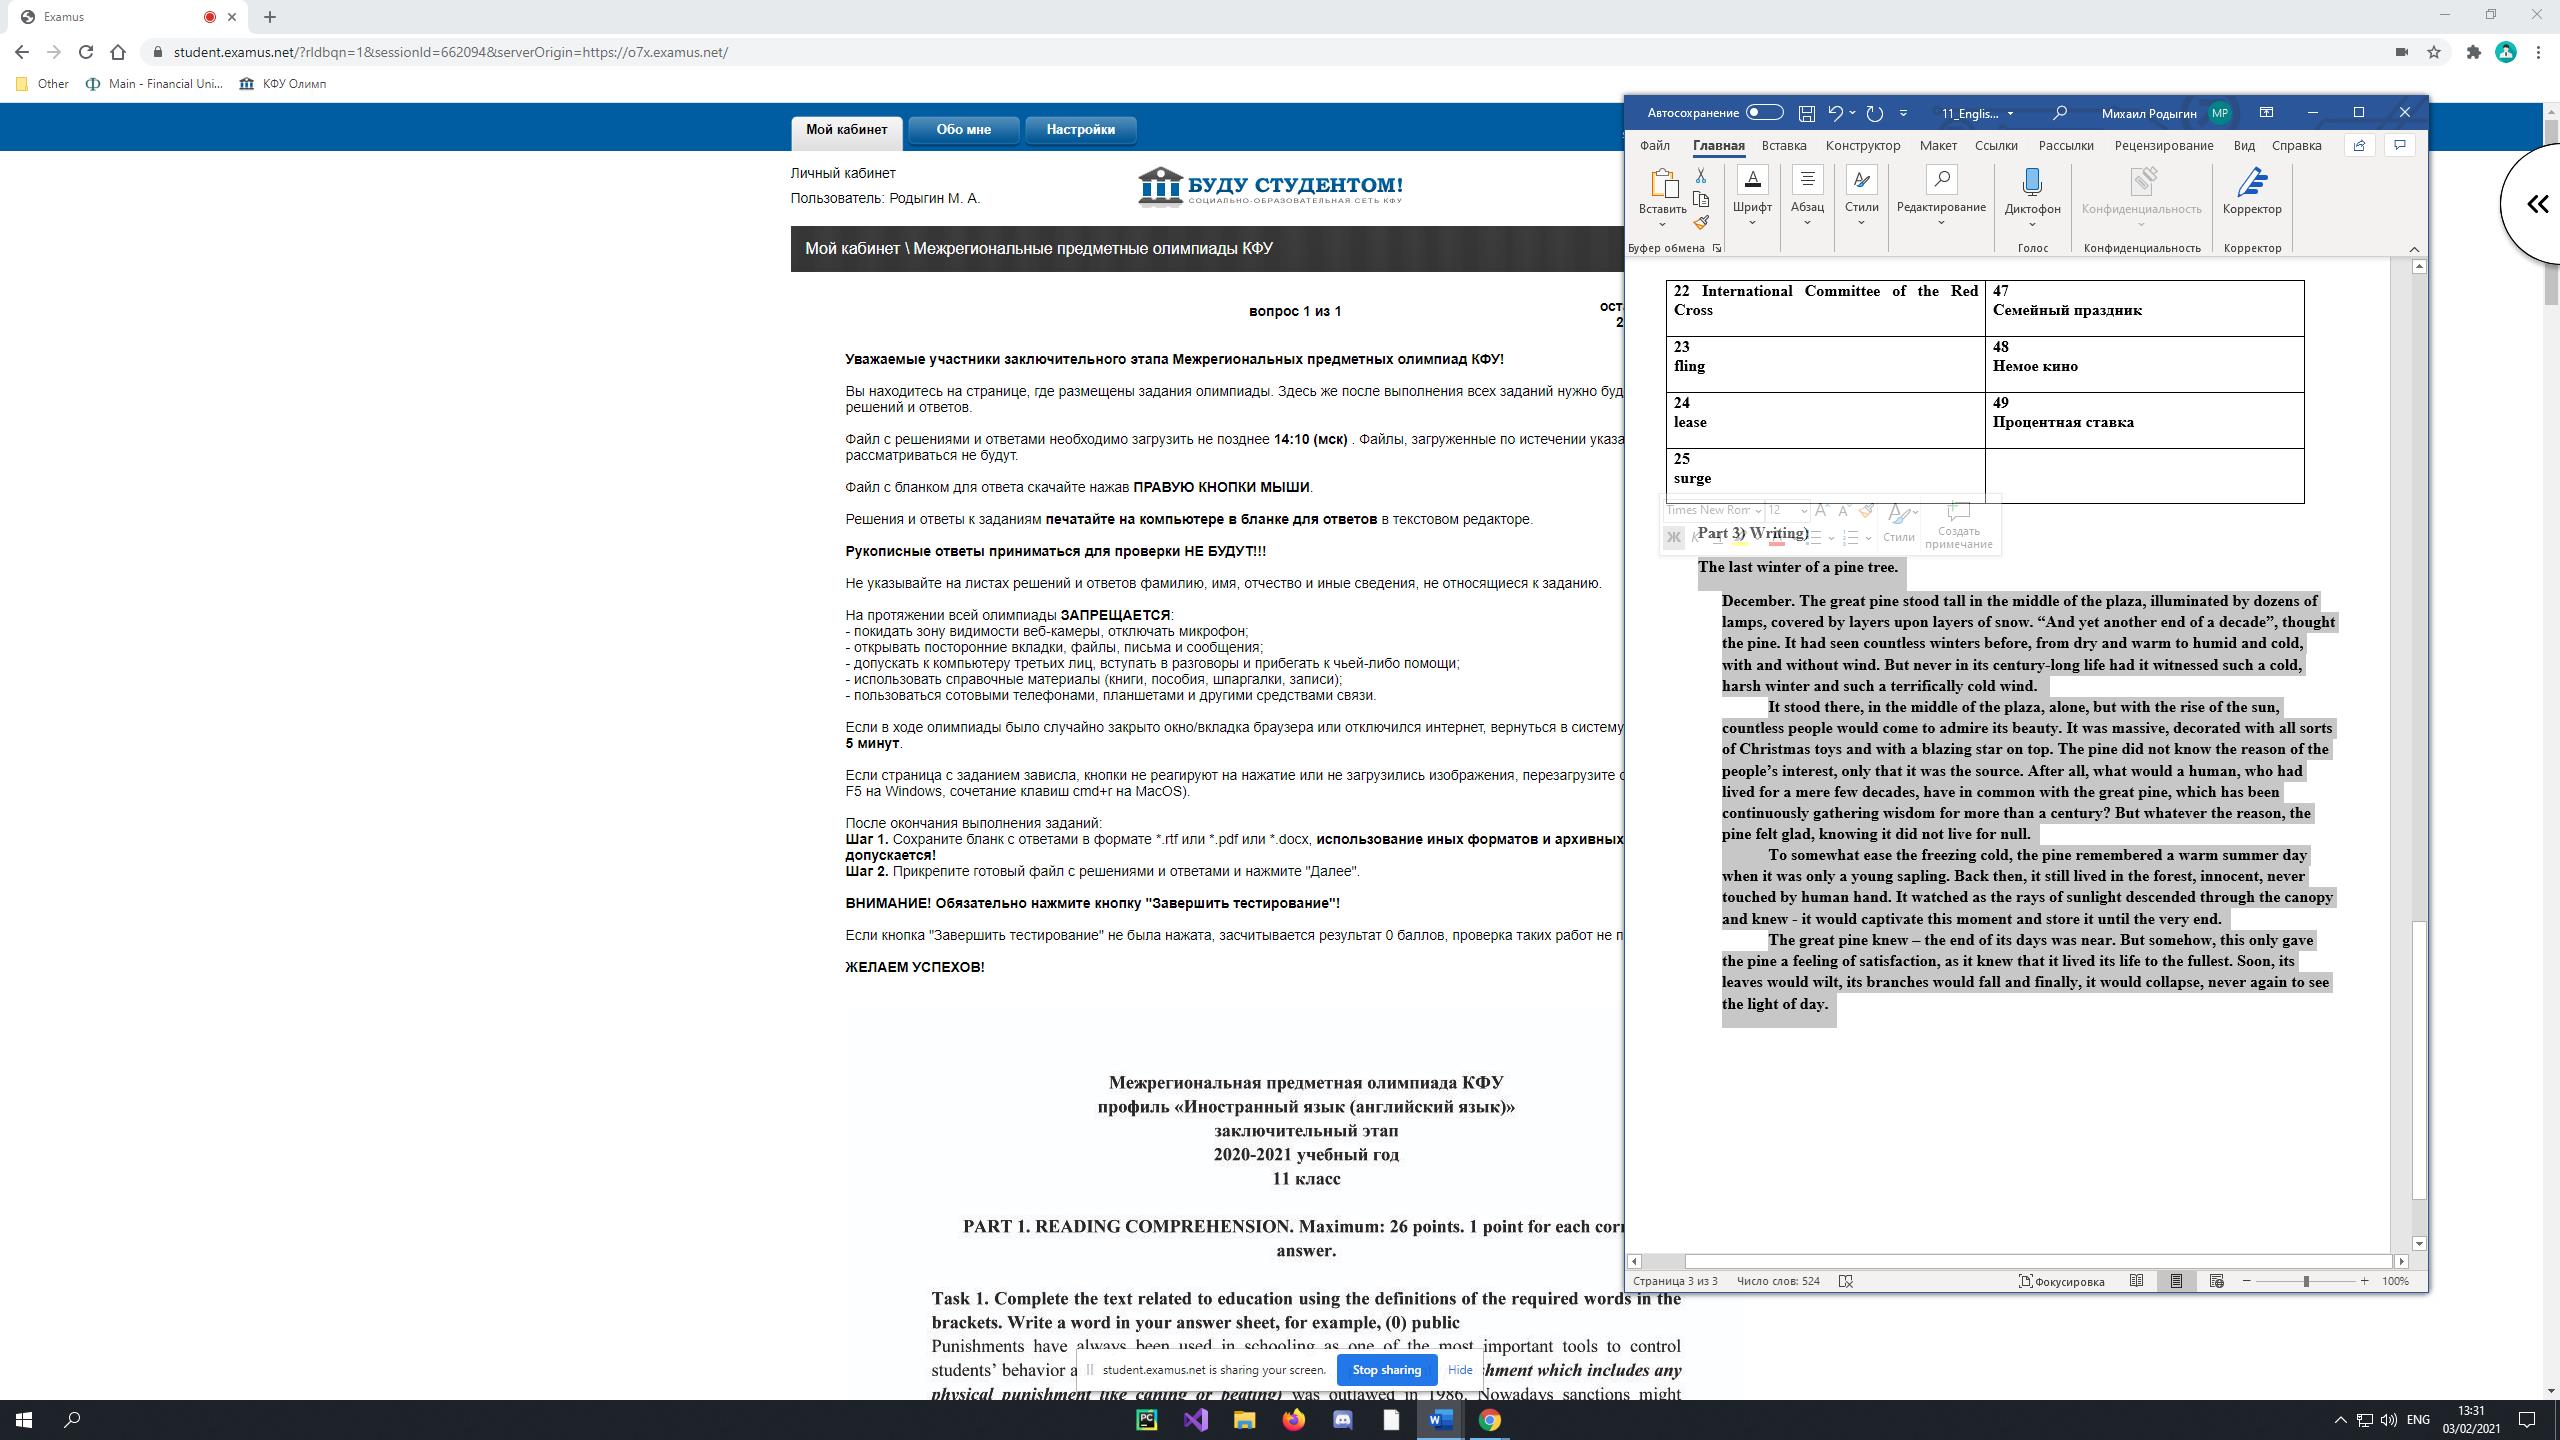 Examus
student.examus.net/?rldbqn=1&sessionId=662094&serverOrigin=https://o7x.examus.net/
Other
Main - Financial Uni...
КФУ Олимп
Мой кабинет
Обо мне
Настройки
Личный кабинет
Пользователь: Родыгин М. А.
БУДУ СТУДЕНТОМ!
СОЦИАЛЬНО-ОБРАЗОВАТЕЛЬНАЯ СЕТЬ КФУ
Мой кабинет \ Межрегиональные предметные олимпиады КФУ
вопрос 1 из 1
Уважаемые участники заключительного этапа Межрегиональных предметных олимпиад КФУ!
Вы находитесь на странице, где размещены задания олимпиады. Здесь же после выполнения всех заданий нужно буд
решений и ответов.
Файл с решениями и ответами необходимо загрузить не позднее 14:10 (мск) . Файлы, загруженные по истечении указа
рассматриваться не будут.
Файл с бланком для ответа скачайте нажав ПРАВУЮ КНОПКИ МЫШИ.
Решения и ответы к заданиям печатайте на компьютере в бланке для ответов в текстовом редакторе.
Рукописные ответы приниматься для проверки НЕ БУДУТ!!!
Не указывайте на листах решений и ответов фамилию, имя, отчество и иные сведения, не относящиеся к заданию.
На протяжении всей олимпиады ЗАПРЕЩАЕТСЯ:
- покидать зону видимости веб-камеры, отключать микрофон;
- открывать посторонние вкладки, файлы, письма и сообщения;
- допускать к компьютеру третьих лиц, вступать в разговоры и прибегать к чьей-либо помощи;
- использовать справочные материалы (книги, пособия, шпаргалки, записи);
- пользоваться сотовыми телефонами, планшетами и другими средствами связи.
Если в ходе олимпиады было случайно закрыто окно/вкладка браузера или отключился интернет, вернуться в систему
5 минут.
Если страница с заданием зависла, кнопки не реагируют на нажатие или не загрузились изображения, перезагрузите с
F5 на Windows, сочетание клавиш cmd+r на MacOS).
После окончания выполнения заданий:
Шаг 1. Сохраните бланк с ответами в формате *.rtf или *.pdf или *.docx, использование иных форматов и архивных
допускается!
Шаг 2. Прикрепите готовый файл с решениями и ответами и нажмите "Далее".
ВНИМАНИЕ! Обязательно нажмите кнопку "Завершить тестирование"!
Если кнопка "Завершить тестирование" не была нажата, засчитывается результат 0 баллов, проверка таких работ не п
ЖЕЛАЕМ УСПЕХОВ!
Межрегиональная предметная олимпиада КФУ
профиль «Иностранный язык (английский язык)»
заключительный этап
2020-2021 учебный год
11 класс
PART 1. READING COMPREHENSION. Maximum: 26 points. 1 point for each corr
answer.
Task 1. Complete the text related to education using the definitions of the required words in the
brackets. Write a word in your answer sheet, for example, (0) public
Punishments have always been used in schooling as one of the most important tools to control
students' behavior a
shment which includes any
physical punishment like caning or beating) was outlawed in 1986. Nowadays sanctions might
student.examus.net is sharing your screen.
Stop sharing
Hide
Автосохранение
11_Englis...
Михаил Родыгин
МР
Файл
Главная
Вставка
Конструктор
Макет
Ссылки
Рассылки
Рецензирование
Вид
Справка
Вставить
Шрифт
Абзац
Стили
Редактирование
Диктофон
Конфиденциальность
Корректор
Буфер обмена
Голос
Конфиденциальность
Корректор
22 International Committee of the Red
Cross
47
Семейный праздник
23
fling
48
Немое кино
24
lease
49
Процентная ставка
25
surge
Times New Rom
12
Ж
Стили
Создать
примечание
Part 3) Writing)
The last winter of a pine tree.
December. The great pine stood tall in the middle of the plaza, illuminated by dozens of
lamps, covered by layers upon layers of snow. “And yet another end of a decade”, thought
the pine. It had seen countless winters before, from dry and warm to humid and cold,
with and without wind. But never in its century-long life had it witnessed such a cold,
harsh winter and such a terrifically cold wind.
It stood there, in the middle of the plaza, alone, but with the rise of the sun,
countless people would come to admire its beauty. It was massive, decorated with all sorts
of Christmas toys and with a blazing star on top. The pine did not know the reason of the
people’s interest, only that it was the source. After all, what would a human, who had
lived for a mere few decades, have in common with the great pine, which has been
continuously gathering wisdom for more than a century? But whatever the reason, the
pine felt glad, knowing it did not live for null.
To somewhat ease the freezing cold, the pine remembered a warm summer day
when it was only a young sapling. Back then, it still lived in the forest, innocent, never
touched by human hand. It watched as the rays of sunlight descended through the canopy
and knew - it would captivate this moment and store it until the very end.
The great pine knew – the end of its days was near. But somehow, this only gave
the pine a feeling of satisfaction, as it knew that it lived its life to the fullest. Soon, its
leaves would wilt, its branches would fall and finally, it would collapse, never again to see
the light of day.
Страница 3 из 3
Число слов: 524
Фокусировка
100%
ENG
13:31
03/02/2021